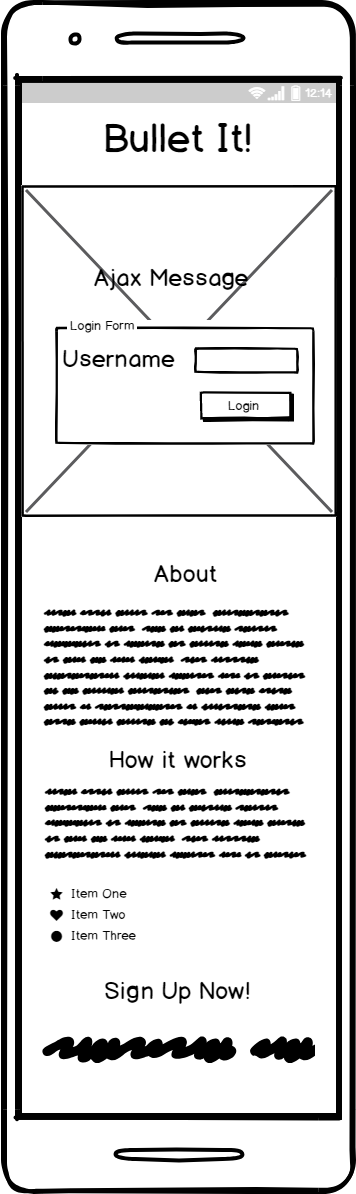 12:14
Bullet It!
Ajax Message
Login Form
Username
Login
About
How it works
Item One
Item Two
Item Three
Sign Up Now!